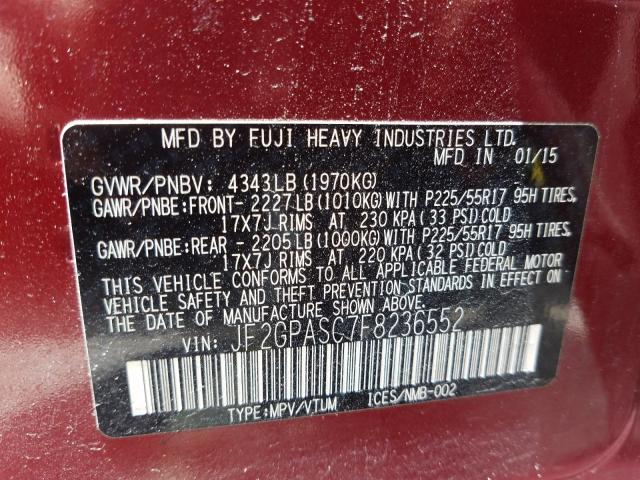 MFD BY FUJI HEAVY INDUSTRIES LTD.
MFD IN 01/15
GVWR/PNBV: 4343LB(1970KG)
GAWR/PNBE:FRONT- 2227LB(1010KG)WITH P225/55R17 95H TIRES,
17X7J RIMS AT 230 KPA(33 PSI)COLD
GAWR/PNBE:REAR - 2205LB(1000KG)WITH P225/55R17 95H TIRES,
17X7J RIMS AT 220 KPA(32 PSI)COLD
THIS VEHICLE CONFORMS TO ALL APPLICABLE FEDERAL MOTOR
VEHICLE SAFETY AND THEFT PREVENTION STANDARDS IN EFFECT ON
THE DATE OF MANUFACTURE SHOWN ABOVE.
VIN: JF2GPASC7F8236552
TYPE:MPV/VTUM ICES/NMB-002